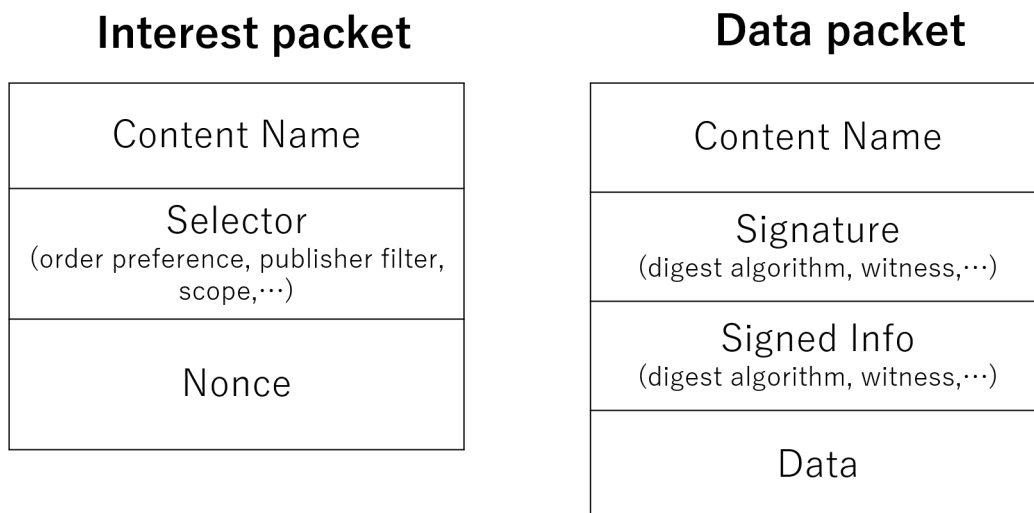 Interest packet
Content Name
Selector
(order preference, publisher filter,
scope,⋯)
Nonce
Data packet
Content Name
Signature
(digest algorithm, witness,⋯)
Signed Info
(digest algorithm, witness,⋯)
Data